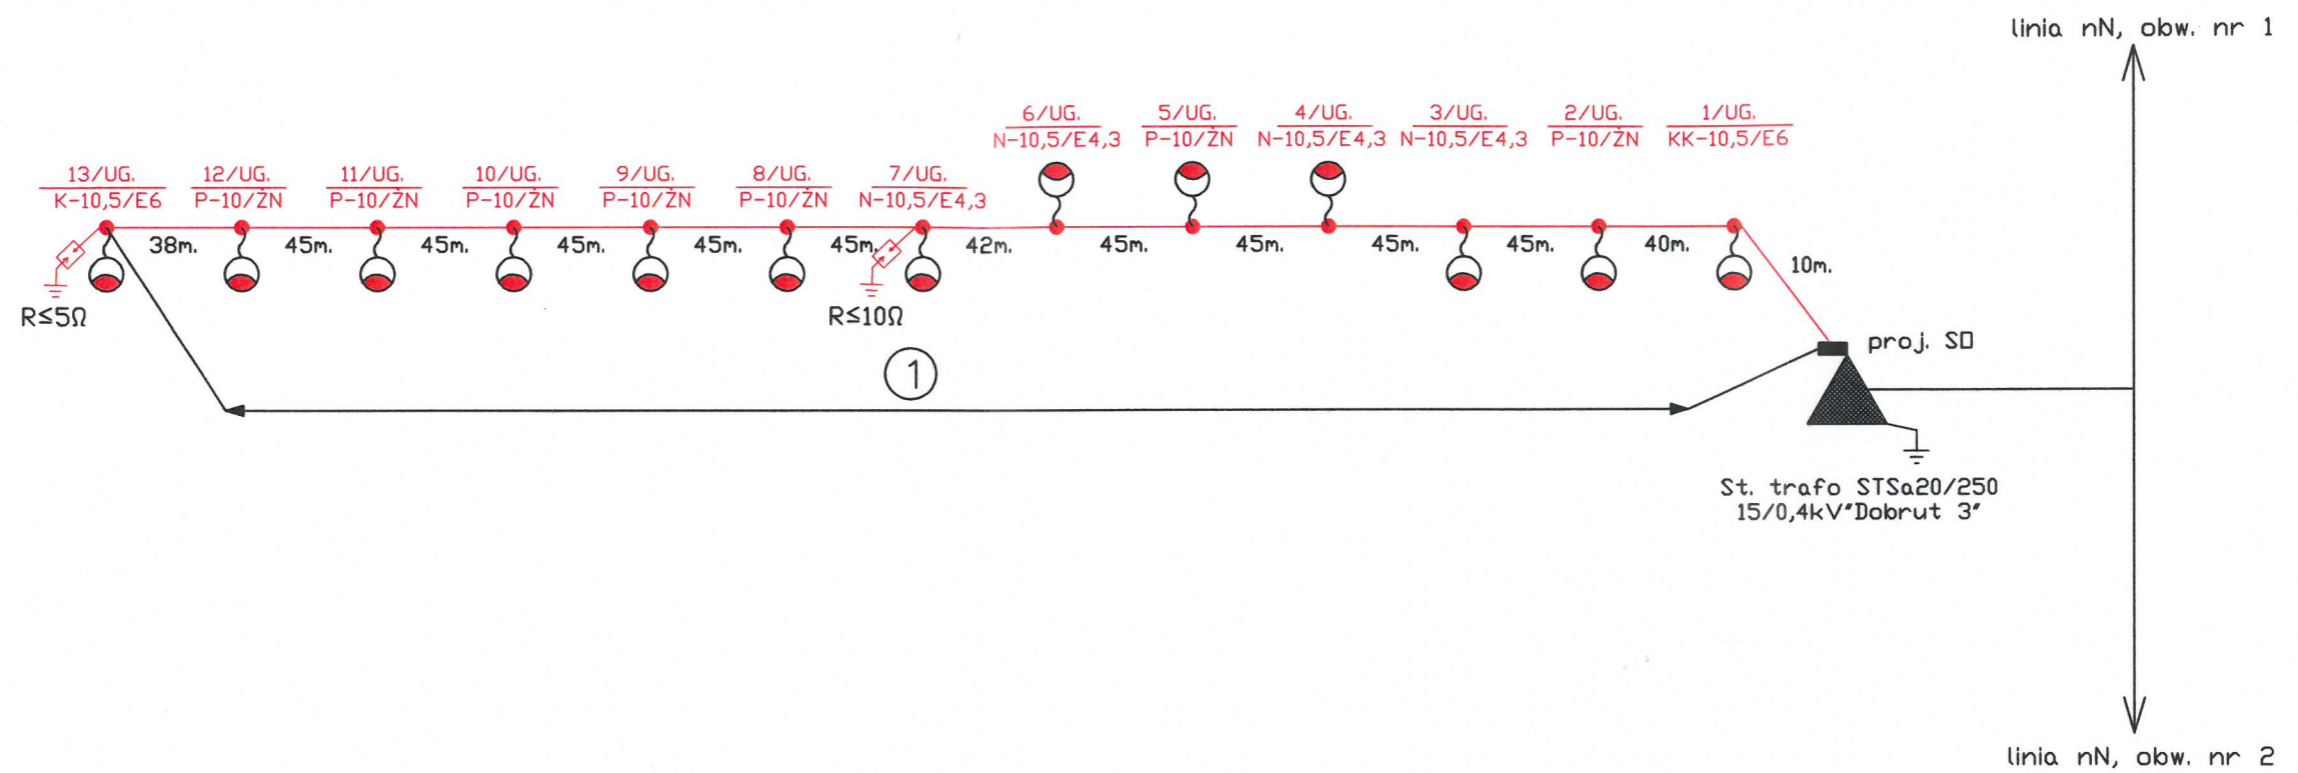 linia nN, obw. nr 1
6/UG.
N-10,5/E4,3
5/UG.
P-10/ŻN
4/UG.
N-10,5/E4,3
3/UG.
N-10,5/E4,3
2/UG.
P-10/ŻN
1/UG.
KK-10,5/E6
13/UG.
K-10,5/E6
12/UG.
P-10/ŻN
11/UG.
P-10/ŻN
10/UG.
P-10/ŻN
9/UG.
P-10/ŻN
8/UG.
P-10/ŻN
7/UG.
N-10,5/E4,3
38m. 45m. 45m. 45m. 45m. 45m. 42m. 45m. 45m. 45m. 45m. 40m.
10m.
R≤5Ω
R≤10Ω
proj. SO
1
St. trafo STSa20/250
15/0,4kV"Dobrut 3"
linia nN, obw. nr 2